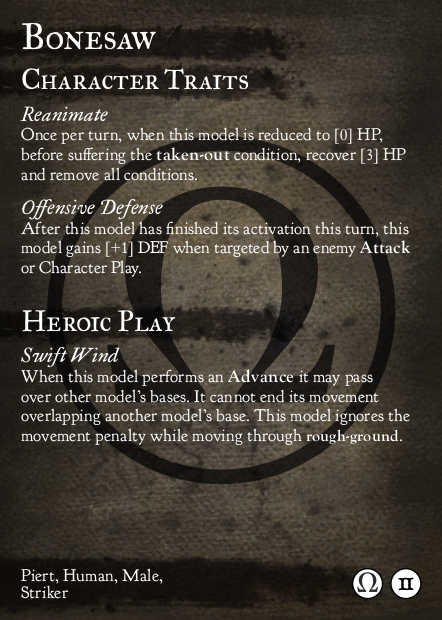 Bonesaw
Character Traits
Reanimate
Once per turn, when this model is reduced to [0] HP,
before suffering the taken-out condition, recover [3] HP
and remove all conditions.
Offensive Defense
After this model has finished its activation this turn, this
model gains [+1] DEF when targeted by an enemy Attack
or Character Play.
Heroic Play
Swift Wind
When this model performs an Advance it may pass
over other model's bases. It cannot end its movement
overlapping another model's base. This model ignores the
movement penalty while moving through rough-ground.
Piert, Human, Male,
Striker
Ω II